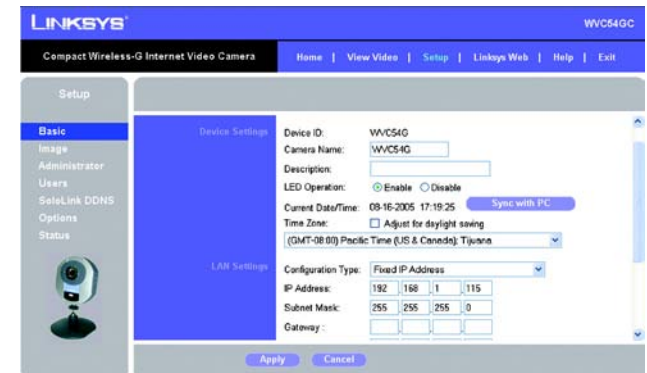 LINKSYS®
WVC54GC
Compact Wireless-G Internet Video Camera
Home | View Video | Setup | Linksys Web | Help | Exit
Setup
Basic
Image
Administrator
Users
SoloLink DDNS
Options
Status
Device Settings
Device ID: WVC54G
Camera Name: WVC54G
Description:
LED Operation: Enable Disable
Current Date/Time: 08-16-2005 17:19:25 Sync with PC
Time Zone: Adjust for daylight saving
(GMT-08:00) Pacific Time (US & Canada); Tijuana
LAN Settings
Configuration Type: Fixed IP Address
IP Address: 192 .168 .1 .115
Subnet Mask: 255 .255 .255 .0
Gateway : . . .
Apply Cancel